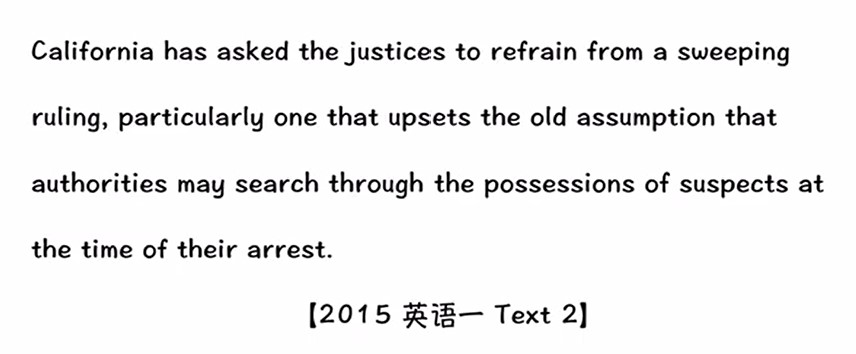 California has asked the justices to refrain from a sweeping
ruling, particularly one that upsets the old assumption that
authorities may search through the possessions of suspects at
the time of their arrest.
【2015 英语一 Text 2】